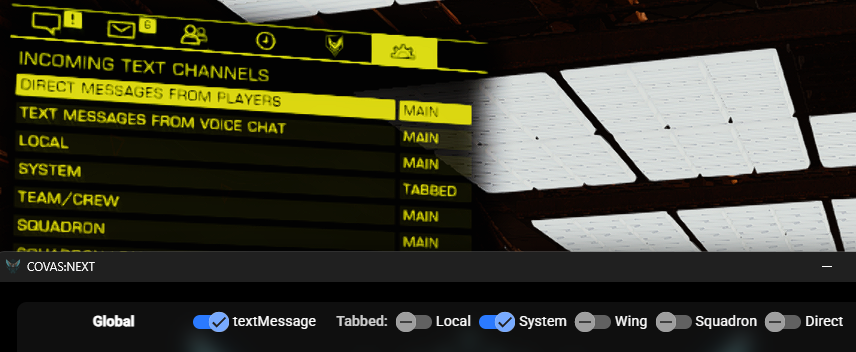 !
6
INCOMING TEXT CHANNELS
DIRECT MESSAGES FROM PLAYERS MAIN
TEXT MESSAGES FROM VOICE CHAT MAIN
LOCAL MAIN
SYSTEM TABBED
TEAM/CREW MAIN
SQUADRON MAIN
COVAS:NEXT
Global textMessage Tabbed: Local System Wing Squadron Direct